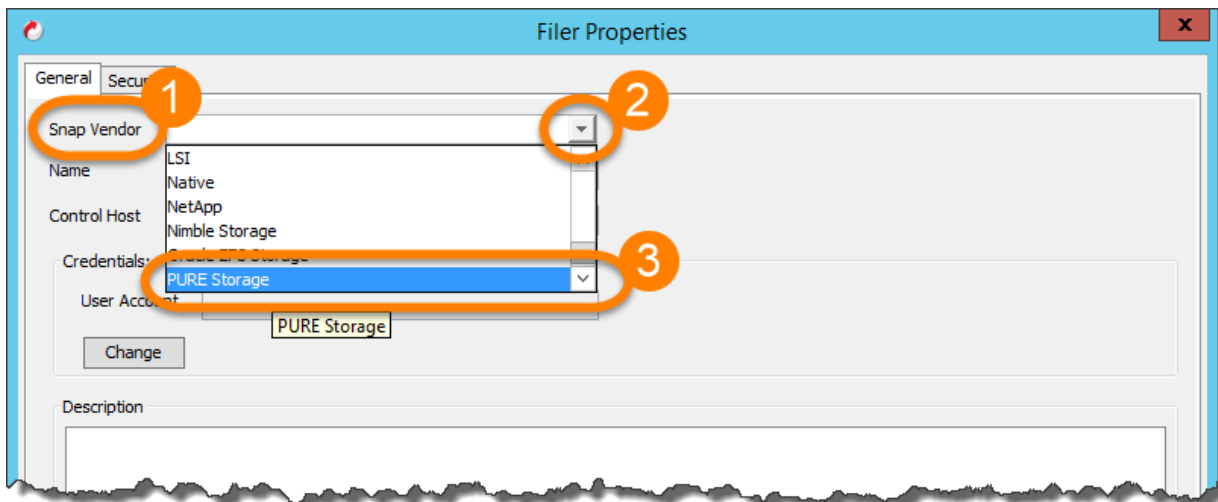 Filer Properties
x
General
1
2
Snap Vendor
LSI
Name
Native
NetApp
Control Host
Nimble Storage
Storage
3
Credentials:
PURE Storage
User Account
PURE Storage
Change
Description